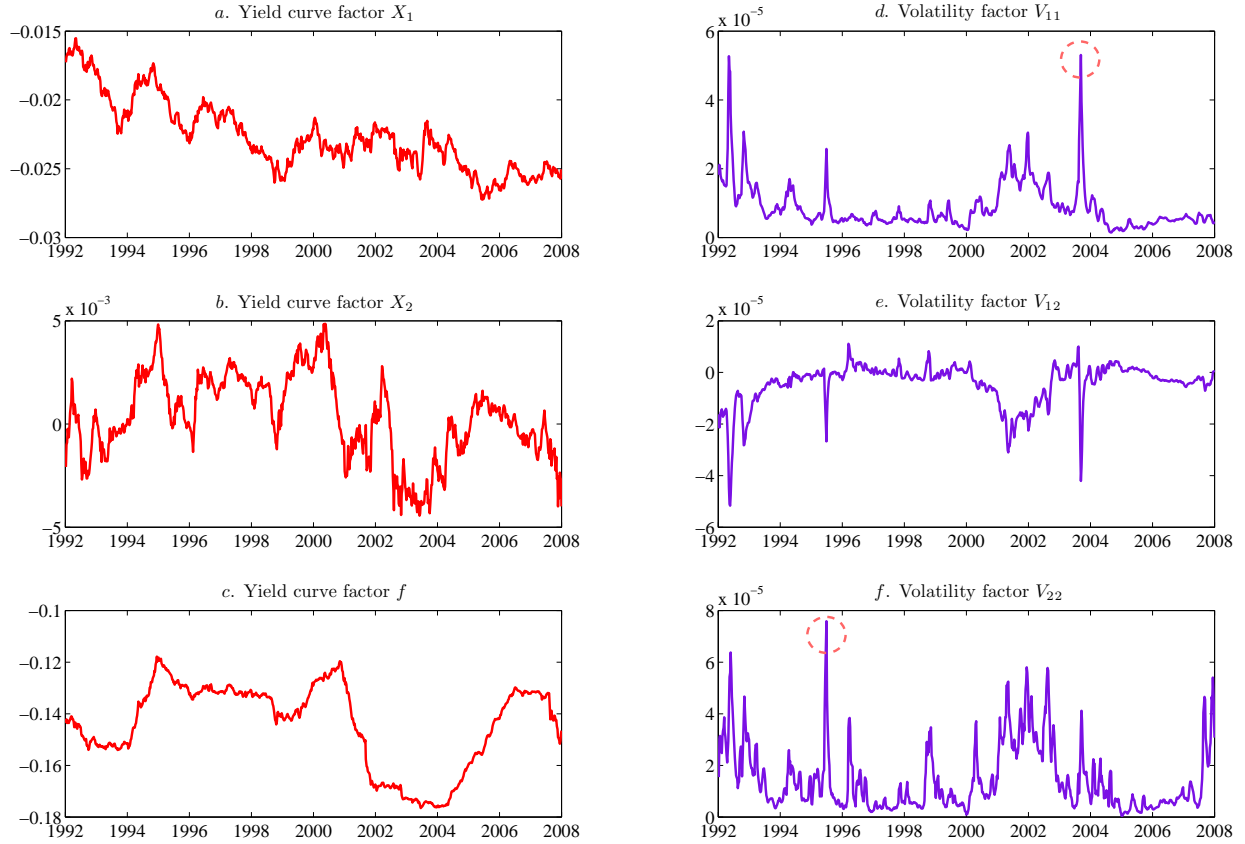 a. Yield curve factor X₁
−0.015
−0.02
−0.025
−0.03
1992 1994 1996 1998 2000 2002 2004 2006 2008
b. Yield curve factor X₂
x 10⁻³
5
0
−5
1992 1994 1996 1998 2000 2002 2004 2006 2008
c. Yield curve factor f
−0.1
−0.12
−0.14
−0.16
−0.18
1992 1994 1996 1998 2000 2002 2004 2006 2008
d. Volatility factor V₁₁
x 10⁻⁵
6
4
2
0
1992 1994 1996 1998 2000 2002 2004 2006 2008
e. Volatility factor V₁₂
x 10⁻⁵
2
0
−2
−4
−6
1992 1994 1996 1998 2000 2002 2004 2006 2008
f. Volatility factor V₂₂
x 10⁻⁵
8
6
4
2
0
1992 1994 1996 1998 2000 2002 2004 2006 2008